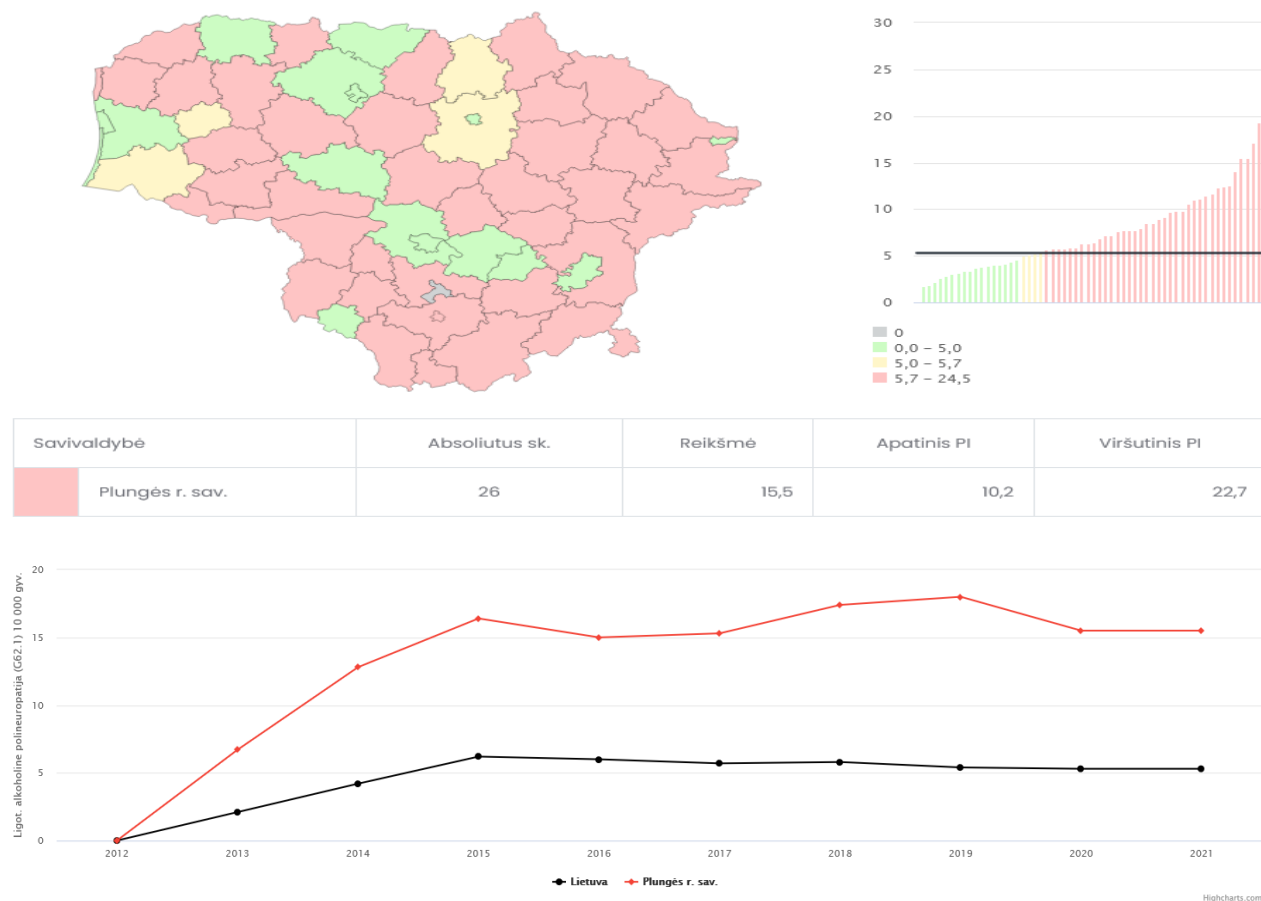 30
25
20
15
10
5
0
0
0,0 – 5,0
5,0 – 5,7
5,7 – 24,5
Savivaldybė Absoliutus sk. Reikšmė Apatinis PI Viršutinis PI
Plungės r. sav. 26 15,5 10,2 22,7
Ligot. alkoholine polineuropatija (G62.1) 10 000 gyv.
20
15
10
5
0
2012 2013 2014 2015 2016 2017 2018 2019 2020 2021
Lietuva Plungės r. sav.
Highcharts.com